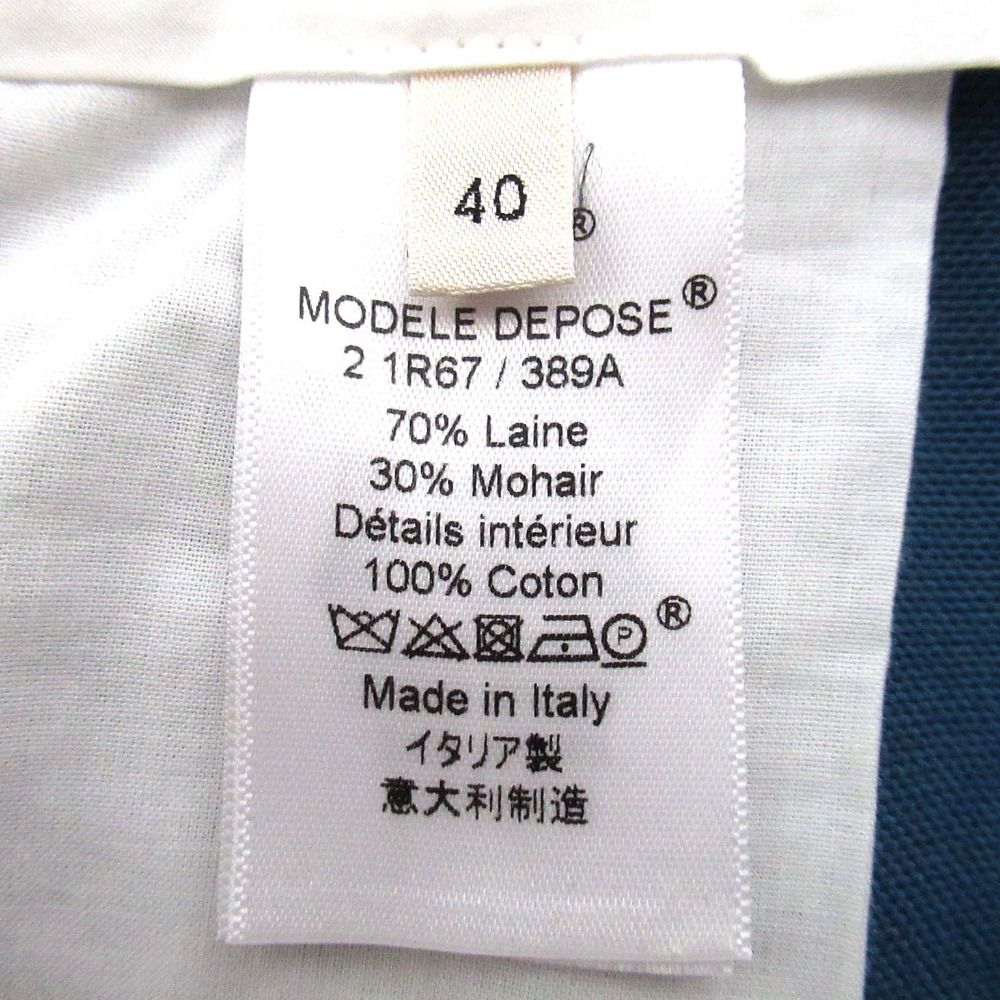 40
®
MODELE DEPOSE ®
2 1R67 / 389A
70% Laine
30% Mohair
Détails intérieur
100% Coton
P ®
Made in Italy
イタリア製
意大利制造